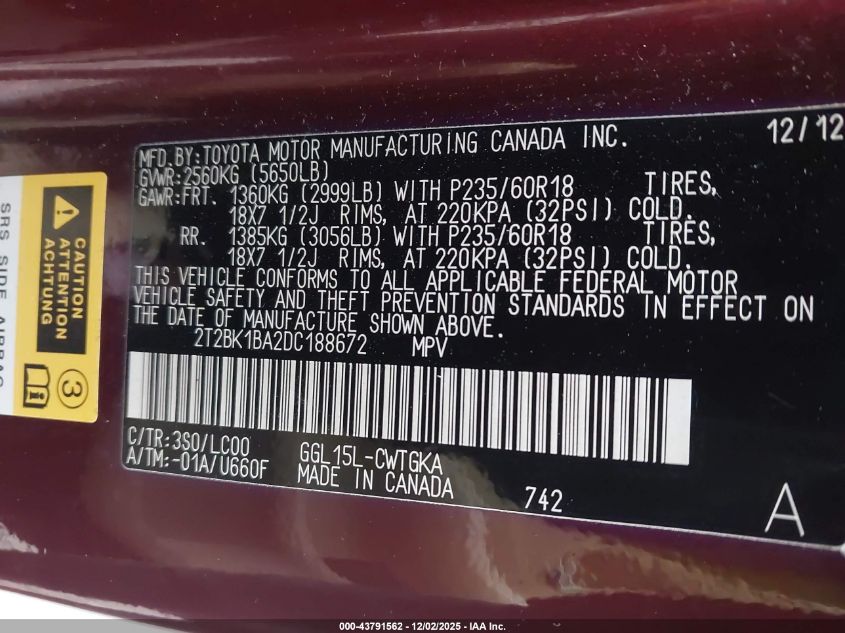 12/12
MFD.BY:TOYOTA MOTOR MANUFACTURING CANADA INC.
GVWR:2560KG (5650LB)
GAWR:FRT. 1360KG (2999LB) WITH P235/60R18 TIRES,
18X7 1/2J RIMS, AT 220KPA (32PSI) COLD.
RR. 1385KG (3056LB) WITH P235/60R18 TIRES,
18X7 1/2J RIMS, AT 220KPA (32PSI) COLD.
THIS VEHICLE CONFORMS TO ALL APPLICABLE FEDERAL MOTOR
VEHICLE SAFETY AND THEFT PREVENTION STANDARDS IN EFFECT ON
THE DATE OF MANUFACTURE SHOWN ABOVE.
2T2BK1BA2DC188672 MPV
C/TR:3S0/LC00 GGL15L-CWTGKA
A/TM:-01A/U660F MADE IN CANADA
742
A
CAUTION
ATTENTION
ACHTUNG
3
SRS SIDE AIRBAG
000-43791562 - 12/02/2025 - IAA Inc.